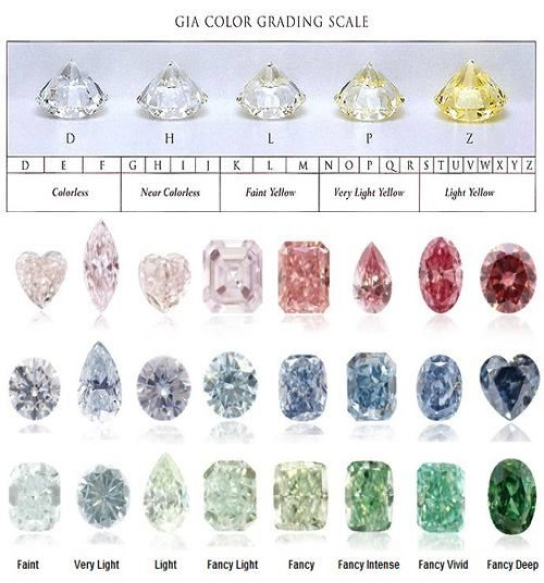 GIA COLOR GRADING SCALE
D H L P Z
D E F G H I J K L M N O P Q R S T U V W X Y Z
Colorless Near Colorless Faint Yellow Very Light Yellow Light Yellow
Faint Very Light Light Fancy Light Fancy Fancy Intense Fancy Vivid Fancy Deep